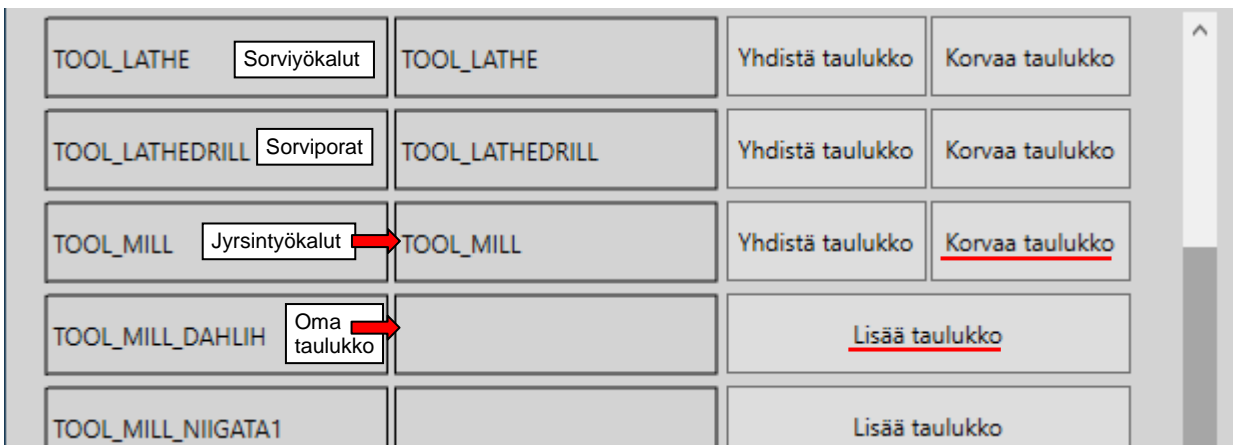 TOOL_LATHE Sorviyökalut TOOL_LATHE Yhdistä taulukko Korvaa taulukko
TOOL_LATHEDRILL Sorviporat TOOL_LATHEDRILL Yhdistä taulukko Korvaa taulukko
TOOL_MILL Jyrsintyökalut TOOL_MILL Yhdistä taulukko Korvaa taulukko
TOOL_MILL_DAHLIH Oma taulukko Lisää taulukko
TOOL_MILL_NIIGATA1 Lisää taulukko